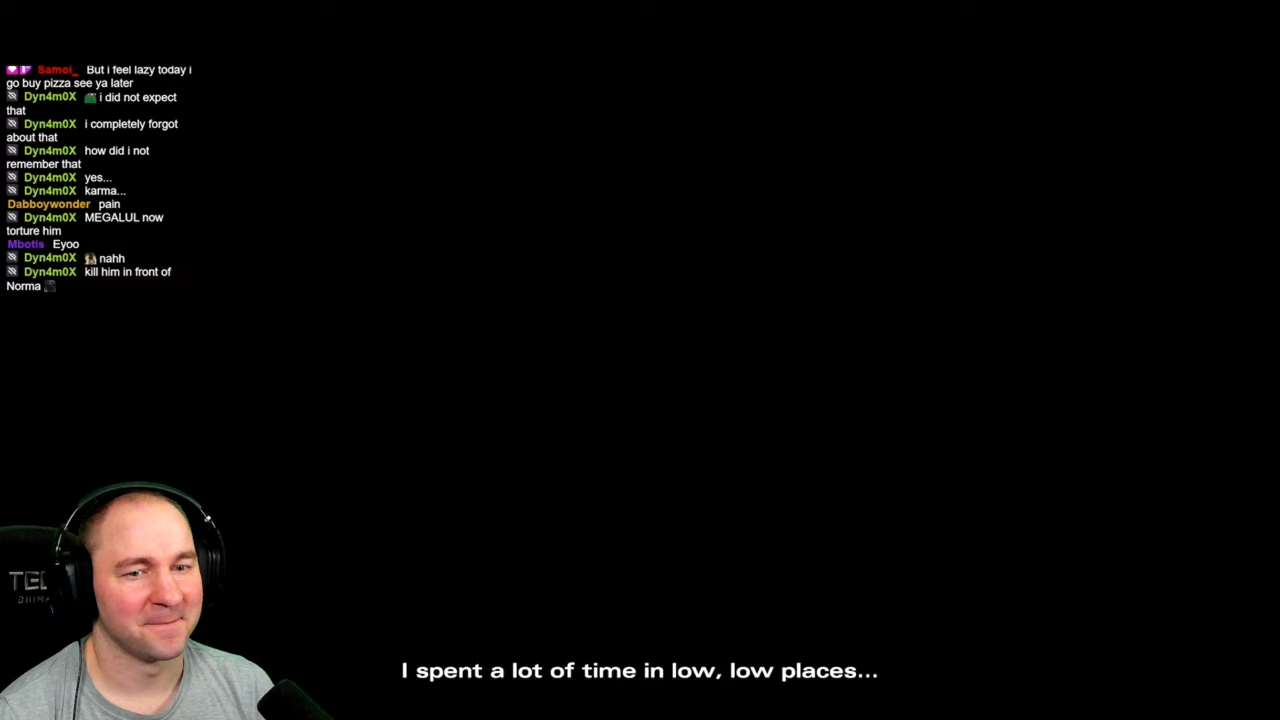 Samoi_ But i feel lazy today i
go buy pizza see ya later
Dyn4m0X i did not expect
that
Dyn4m0X i completely forgot
about that
Dyn4m0X how did i not
remember that
Dyn4m0X yes...
Dyn4m0X karma...
Dabboywonder pain
Dyn4m0X MEGALUL now
torture him
Mbotis Eyoo
Dyn4m0X nahh
Dyn4m0X kill him in front of
Norma
I spent a lot of time in low, low places...